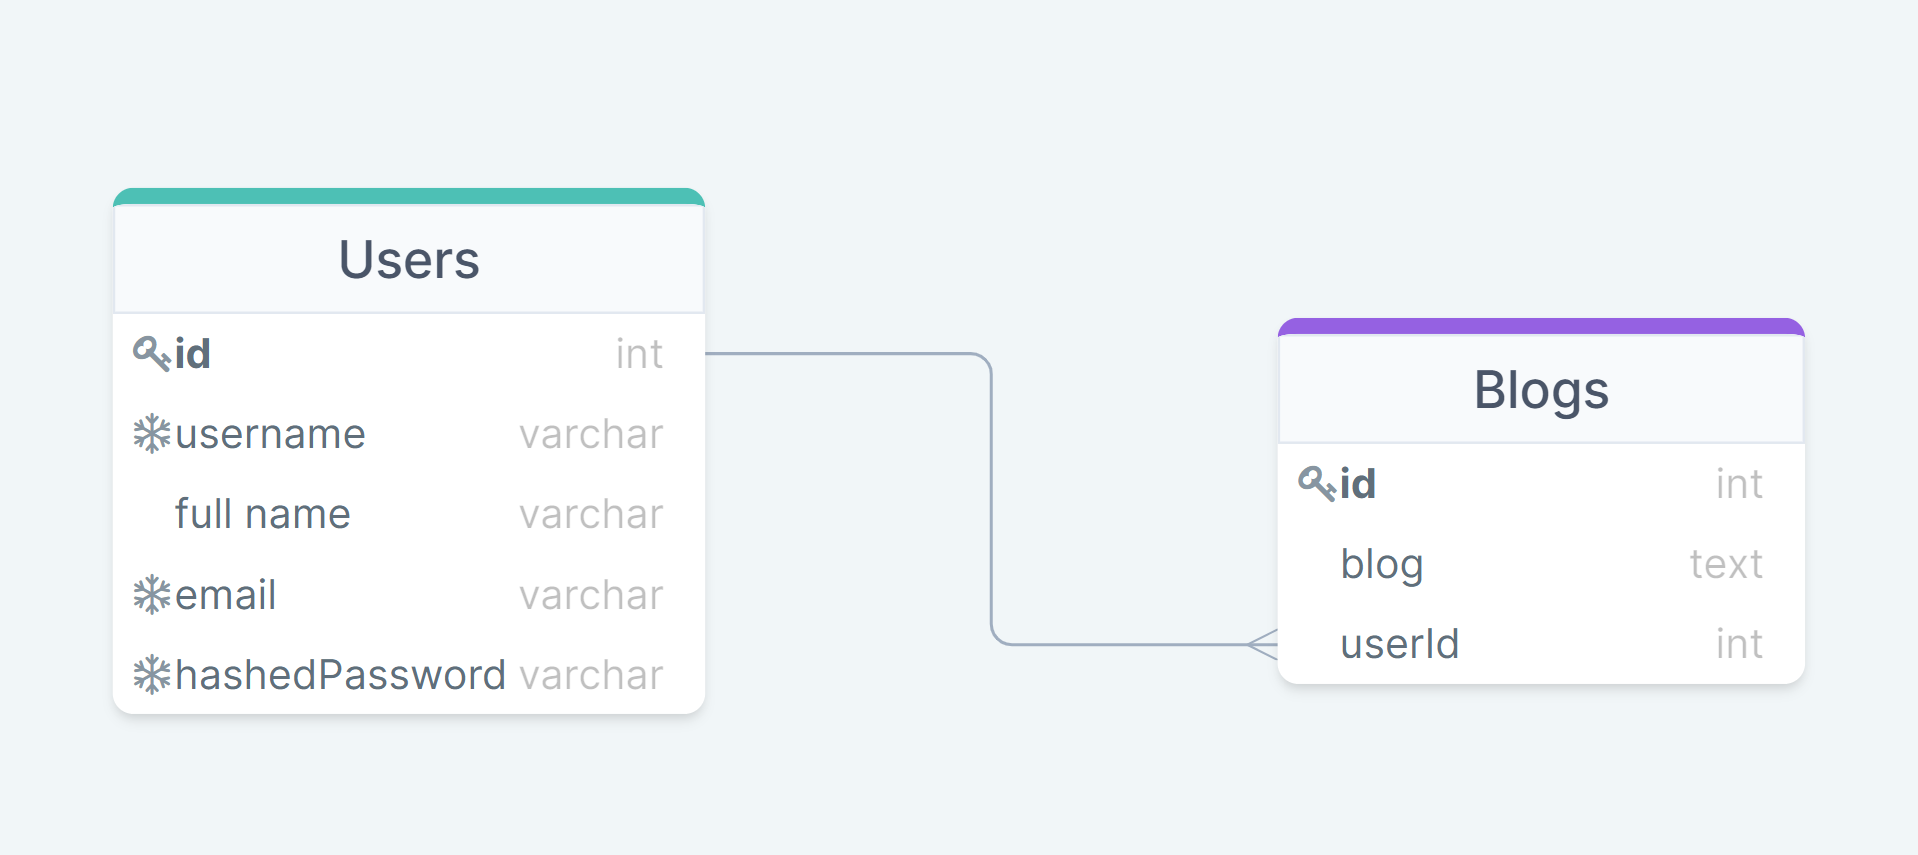 Users
id int
username varchar
full name varchar
email varchar
hashedPassword varchar
Blogs
id int
blog text
userId int